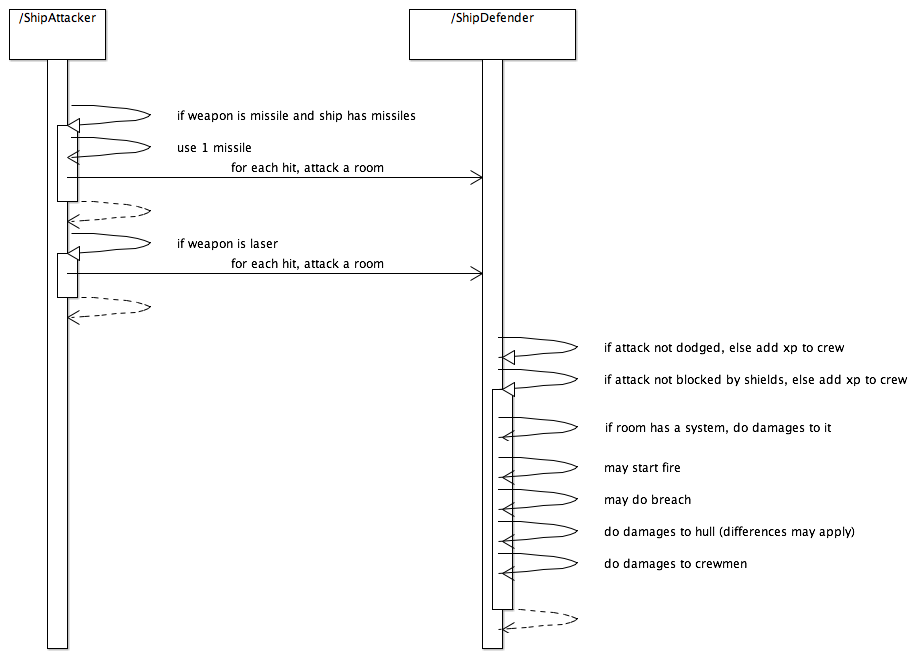 /ShipAttacker
/ShipDefender
if weapon is missile and ship has missiles
use 1 missile
for each hit, attack a room
if weapon is laser
for each hit, attack a room
if attack not dodged, else add xp to crew
if attack not blocked by shields, else add xp to crew
if room has a system, do damages to it
may start fire
may do breach
do damages to hull (differences may apply)
do damages to crewmen